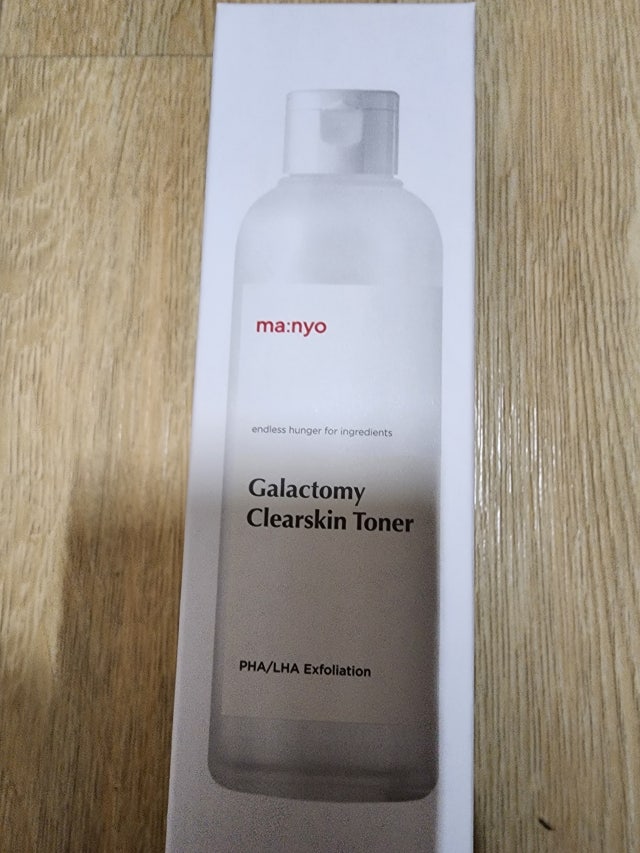 ma:nyo
endless hunger for ingredients
Galactomy
Clearskin Toner
PHA/LHA Exfoliation